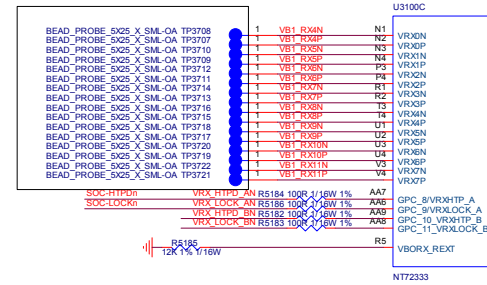 U3100C
BEAD_PROBE_5X25_X_SML-OA TP3708 1 VB1_RX4N N1 VRX0N
BEAD_PROBE_5X25_X_SML-OA TP3707 1 VB1_RX4P N2 VRX0P
BEAD_PROBE_5X25_X_SML-OA TP3710 1 VB1_RX5N N3 VRX1N
BEAD_PROBE_5X25_X_SML-OA TP3709 1 VB1_RX5P N4 VRX1P
BEAD_PROBE_5X25_X_SML-OA TP3712 1 VB1_RX6N P3 VRX2N
BEAD_PROBE_5X25_X_SML-OA TP3711 1 VB1_RX6P P4 VRX2P
BEAD_PROBE_5X25_X_SML-OA TP3714 1 VB1_RX7N R1 VRX3N
BEAD_PROBE_5X25_X_SML-OA TP3713 1 VB1_RX7P R2 VRX3P
BEAD_PROBE_5X25_X_SML-OA TP3716 1 VB1_RX8N T3 VRX4N
BEAD_PROBE_5X25_X_SML-OA TP3715 1 VB1_RX8P T4 VRX4P
BEAD_PROBE_5X25_X_SML-OA TP3718 1 VB1_RX9N U1 VRX5N
BEAD_PROBE_5X25_X_SML-OA TP3717 1 VB1_RX9P U2 VRX5P
BEAD_PROBE_5X25_X_SML-OA TP3720 1 VB1_RX10N U3 VRX6N
BEAD_PROBE_5X25_X_SML-OA TP3719 1 VB1_RX10P U4 VRX6P
BEAD_PROBE_5X25_X_SML-OA TP3722 1 VB1_RX11N V3 VRX7N
BEAD_PROBE_5X25_X_SML-OA TP3721 1 VB1_RX11P V4 VRX7P
SOC-HTPDn VRX_HTPD_AN R5184 100R 1/16W 1% AA7 GPC_8/VRXHTP_A
SOC-LOCKn VRX_LOCK_AN R5186 100R 1/16W 1% AA6 GPC_9/VRXLOCK_A
VRX_HTPD_BN R5182 100R 1/16W 1% AA9 GPC_10_VRXHTP_B
VRX_LOCK_BN R5183 100R 1/16W 1% AA8 GPC_11_VRXLOCK_B
R5185 R5 VBORX_REXT
12K 1% 1/16W
NT72333